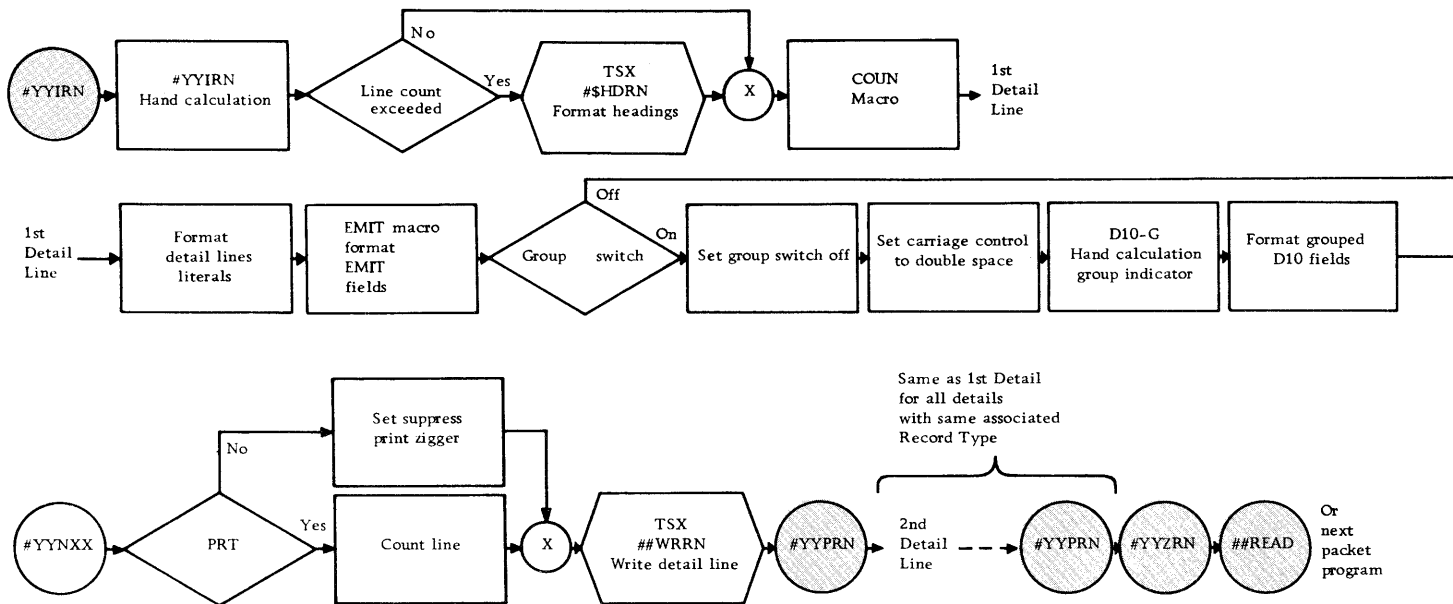 No
#YYIRN
#YYIRN
Hand calculation
Line count
exceeded
Yes
TSX
#$HDRN
Format headings
X
COUN
Macro
1st
Detail
Line
1st
Detail
Line
Format
detail lines
literals
EMIT macro
format
EMIT
fields
Off
Group switch
On
Set group switch off
Set carriage control
to double space
D10-G
Hand calculation
group indicator
Format grouped
D10 fields
Same as 1st Detail
for all details
with same associated
Record Type
Set suppress
print zigger
No
#YYNXX
PRT
Yes
Count line
X
TSX
##WRRN
Write detail line
#YYPRN
2nd
Detail
Line
#YYPRN
#YYZRN
##READ
Or
next
packet
program